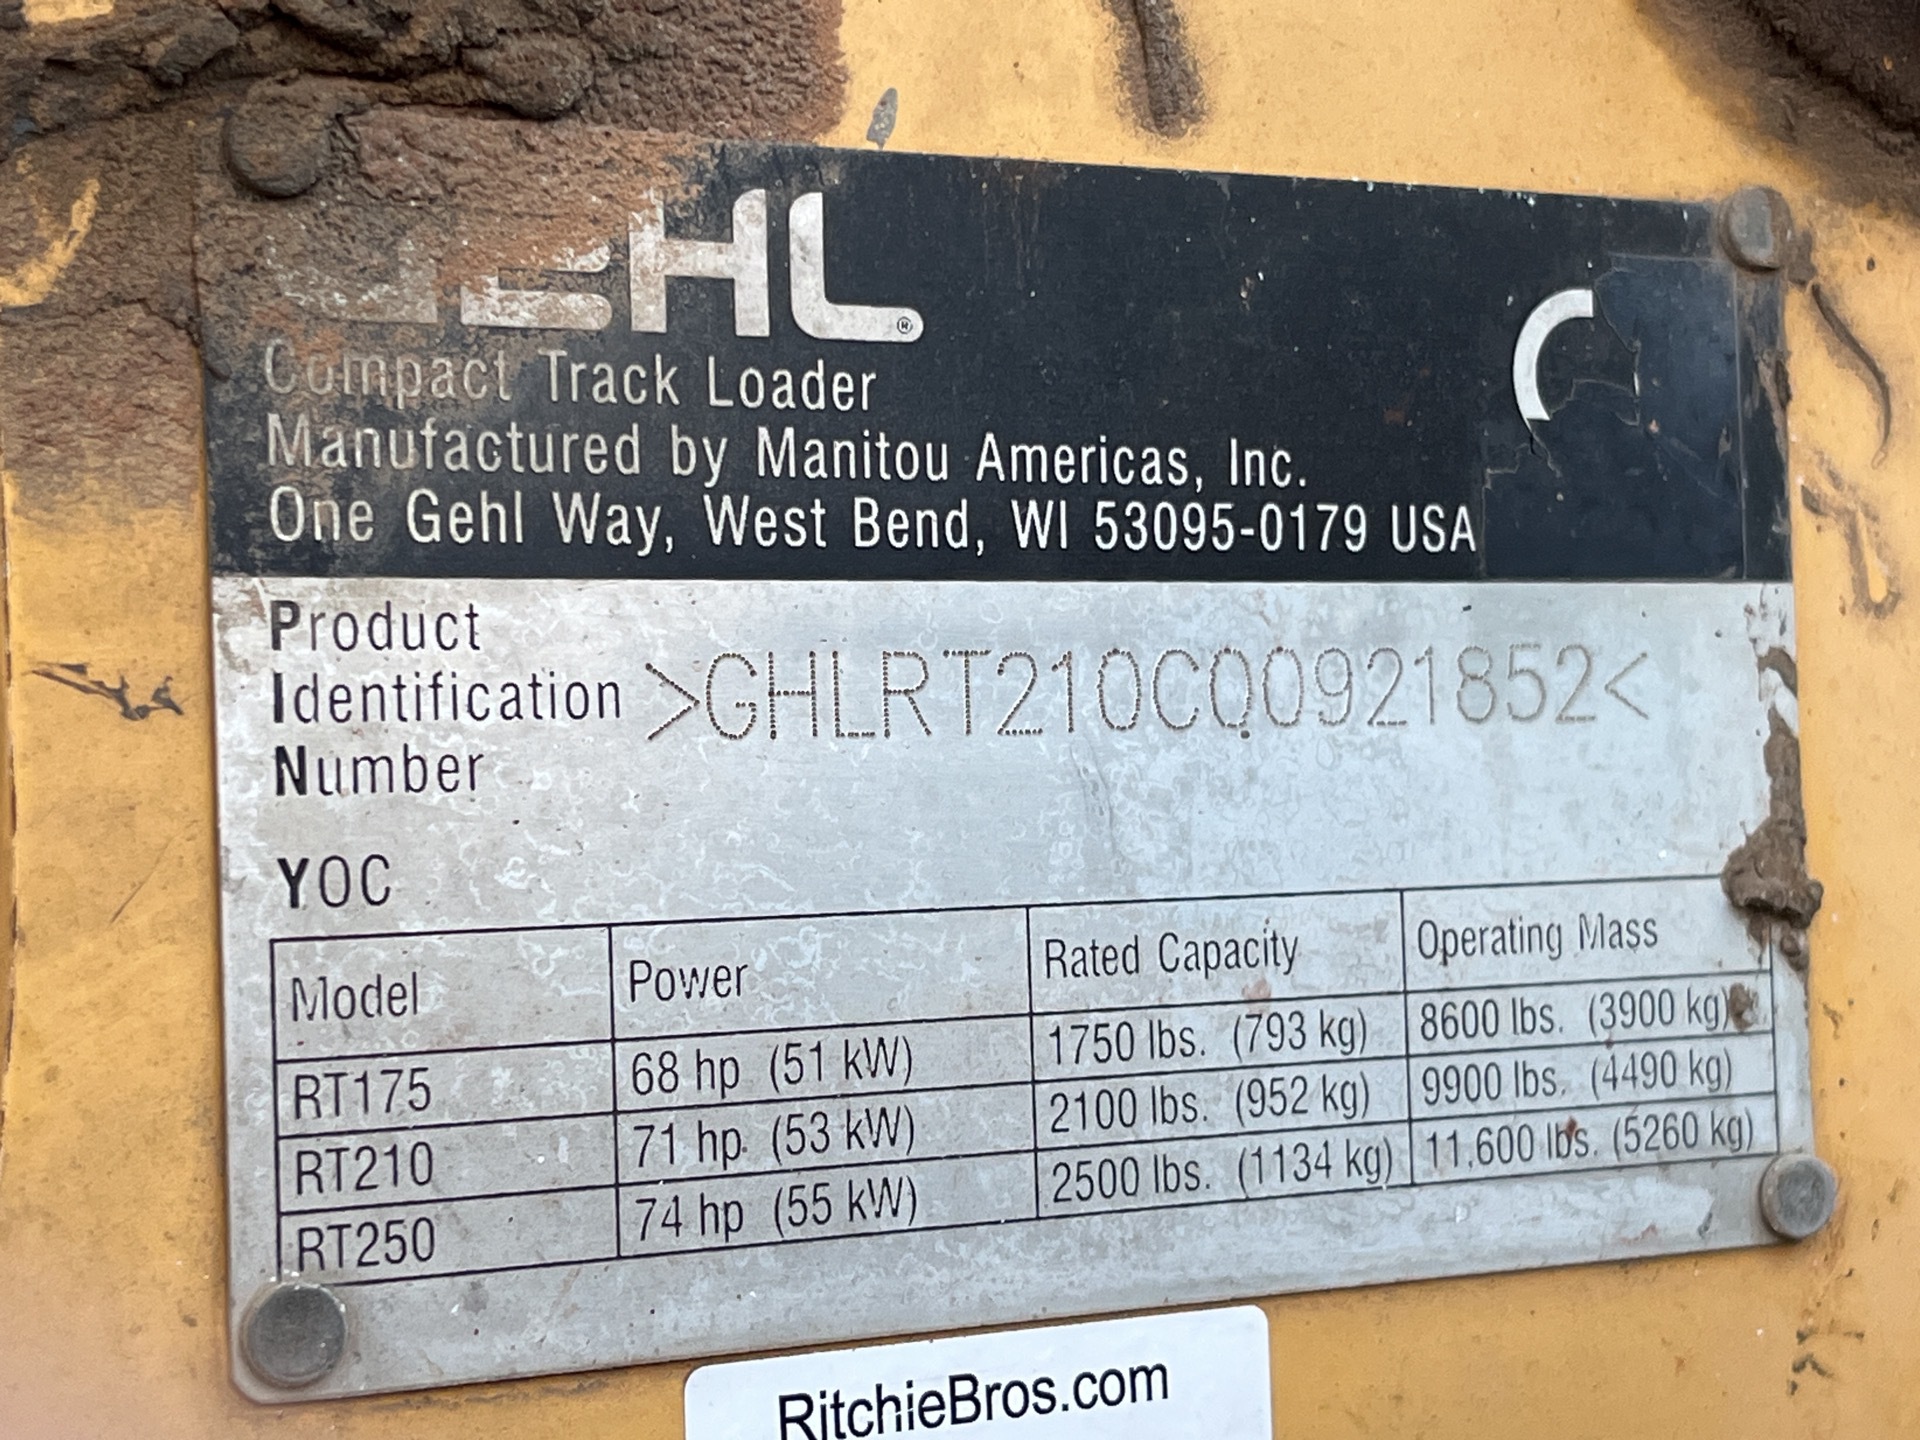 GEHL®
Compact Track Loader
Manufactured by Manitou Americas, Inc.
One Gehl Way, West Bend, WI 53095-0179 USA
Product
Identification >GHLRT210C00921852<
Number
YOC
Model Power Rated Capacity Operating Mass
RT175 68 hp (51 kW) 1750 lbs. (793 kg) 8600 lbs. (3900 kg)
RT210 71 hp (53 kW) 2100 lbs. (952 kg) 9900 lbs. (4490 kg)
RT250 74 hp (55 kW) 2500 lbs. (1134 kg) 11,600 lbs. (5260 kg)
RitchieBros.com